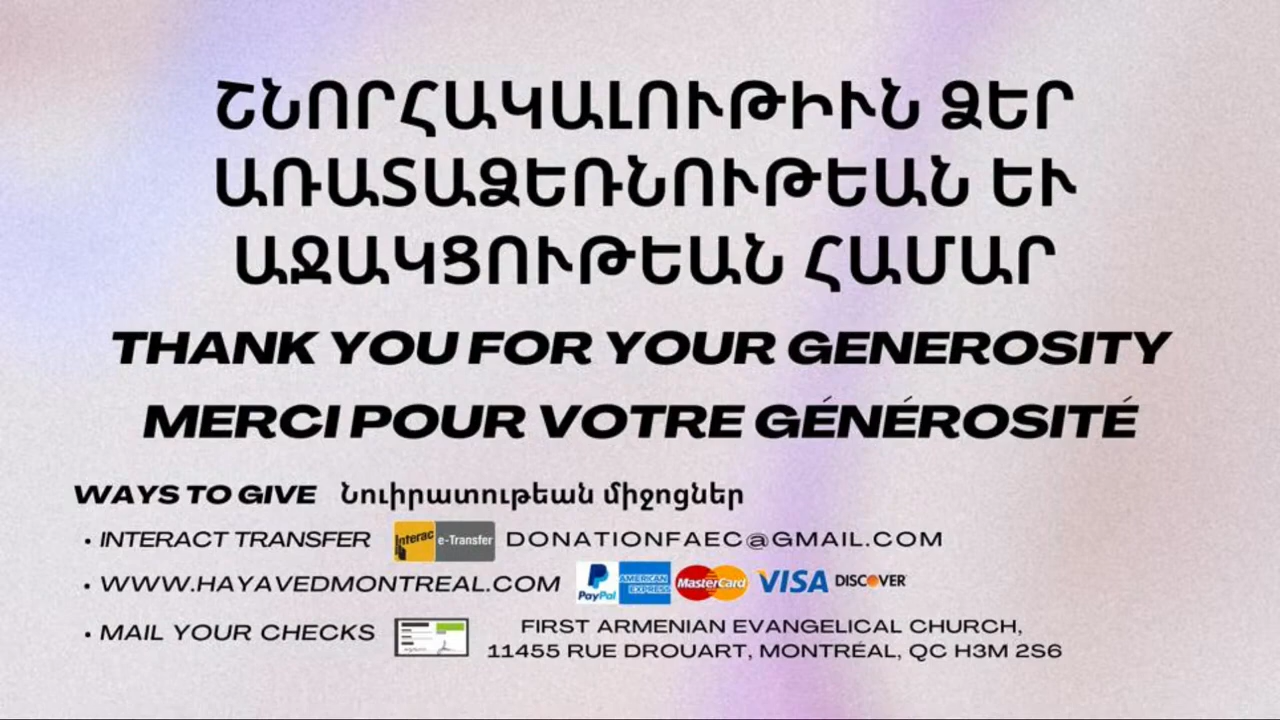 ՇՆՈՐՀԱԿԱԼՈՒԹԻՒՆ ՁԵՐ
ԱՌԱՏԱՁԵՌՆՈՒԹԵԱՆ ԵՒ
ԱՋԱԿՑՈՒԹԵԱՆ ՀԱՄԱՐ
THANK YOU FOR YOUR GENEROSITY
MERCI POUR VOTRE GÉNÉROSITÉ
WAYS TO GIVE Նուիրատութեան միջոցներ
• INTERACT TRANSFER Interac e-Transfer DONATIONFAEC@GMAIL.COM
• WWW.HAYAVEDMONTREAL.COM PayPal AMERICAN EXPRESS MasterCard VISA DISCOVER
• MAIL YOUR CHECKS
FIRST ARMENIAN EVANGELICAL CHURCH,
11455 RUE DROUART, MONTRÉAL, QC H3M 2S6